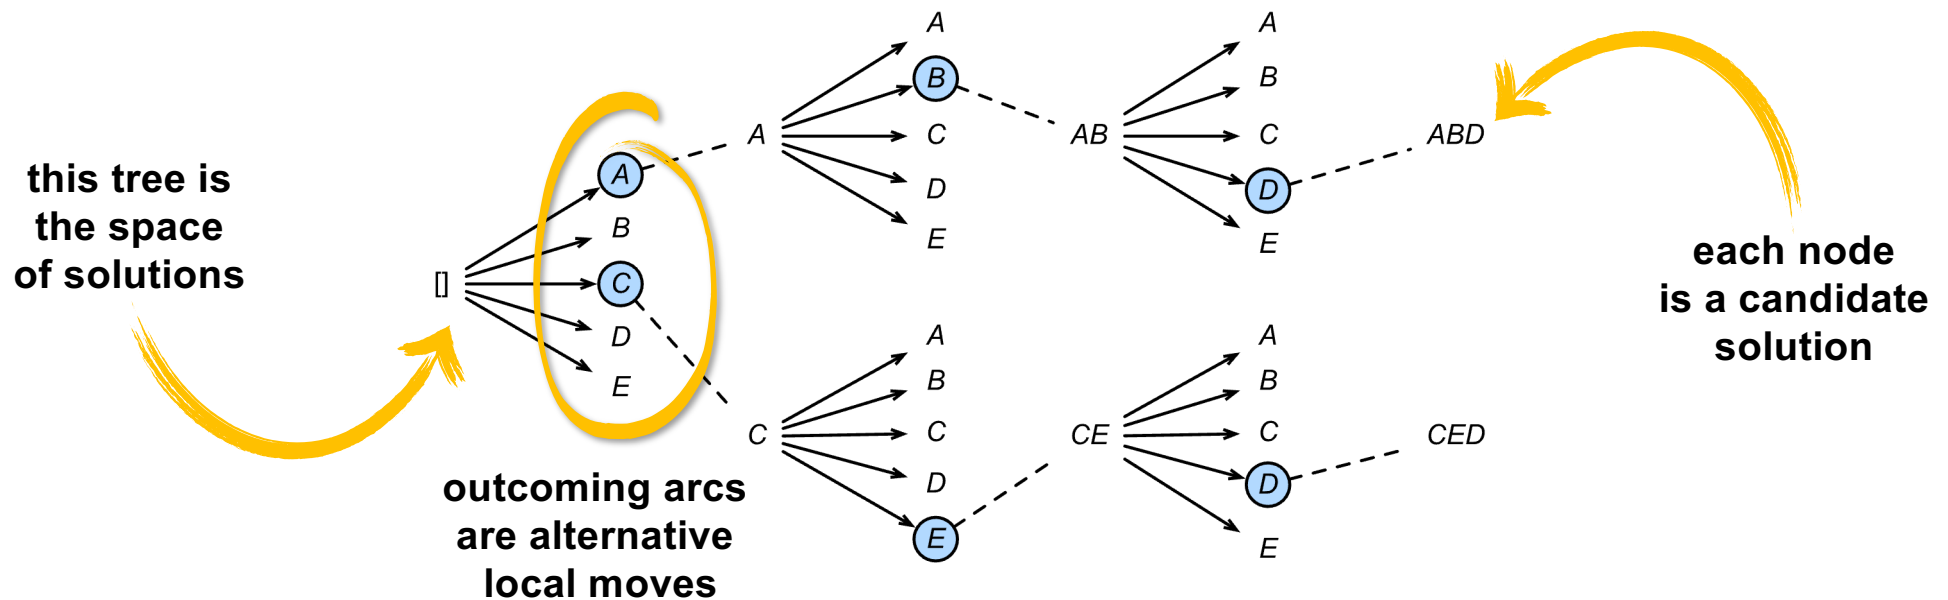 this tree is
the space
of solutions
[]
A
B
C
D
E
A
A
B
C
D
E
AB
A
B
C
D
E
ABD
C
A
B
C
D
E
CE
A
B
C
D
E
CED
outcoming arcs
are alternative
local moves
each node
is a candidate
solution